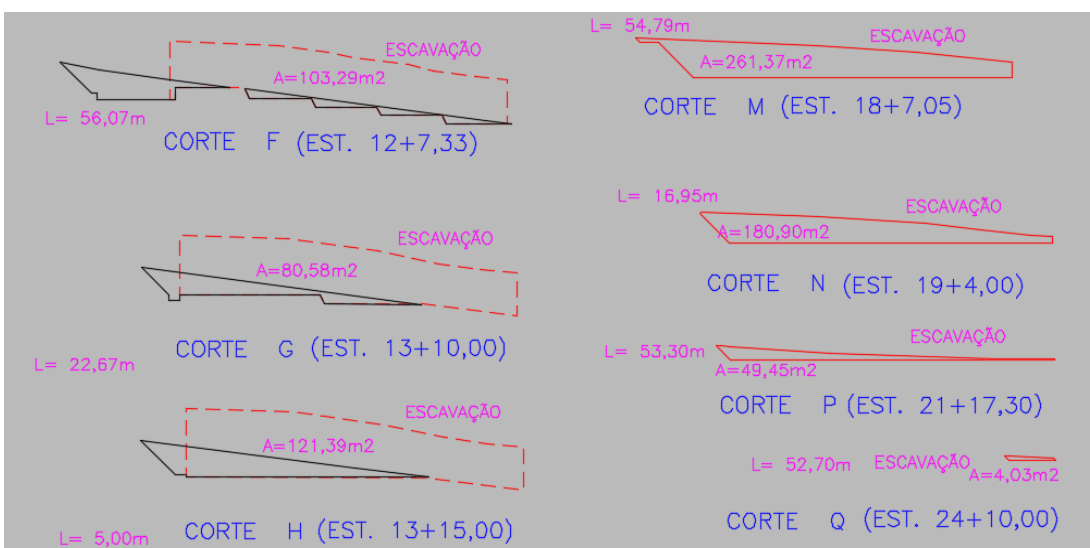 ESCAVAÇÃO
A=103,29m2
L= 56,07m
CORTE F (EST. 12+7,33)
ESCAVAÇÃO
A=80,58m2
CORTE G (EST. 13+10,00)
L= 22,67m
ESCAVAÇÃO
A=121,39m2
CORTE H (EST. 13+15,00)
L= 5,00m
L= 54,79m
ESCAVAÇÃO
A=261,37m2
CORTE M (EST. 18+7,05)
L= 16,95m
ESCAVAÇÃO
A=180,90m2
CORTE N (EST. 19+4,00)
ESCAVAÇÃO
L= 53,30m
A=49,45m2
CORTE P (EST. 21+17,30)
L= 52,70m ESCAVAÇÃO
A=4,03m2
CORTE Q (EST. 24+10,00)